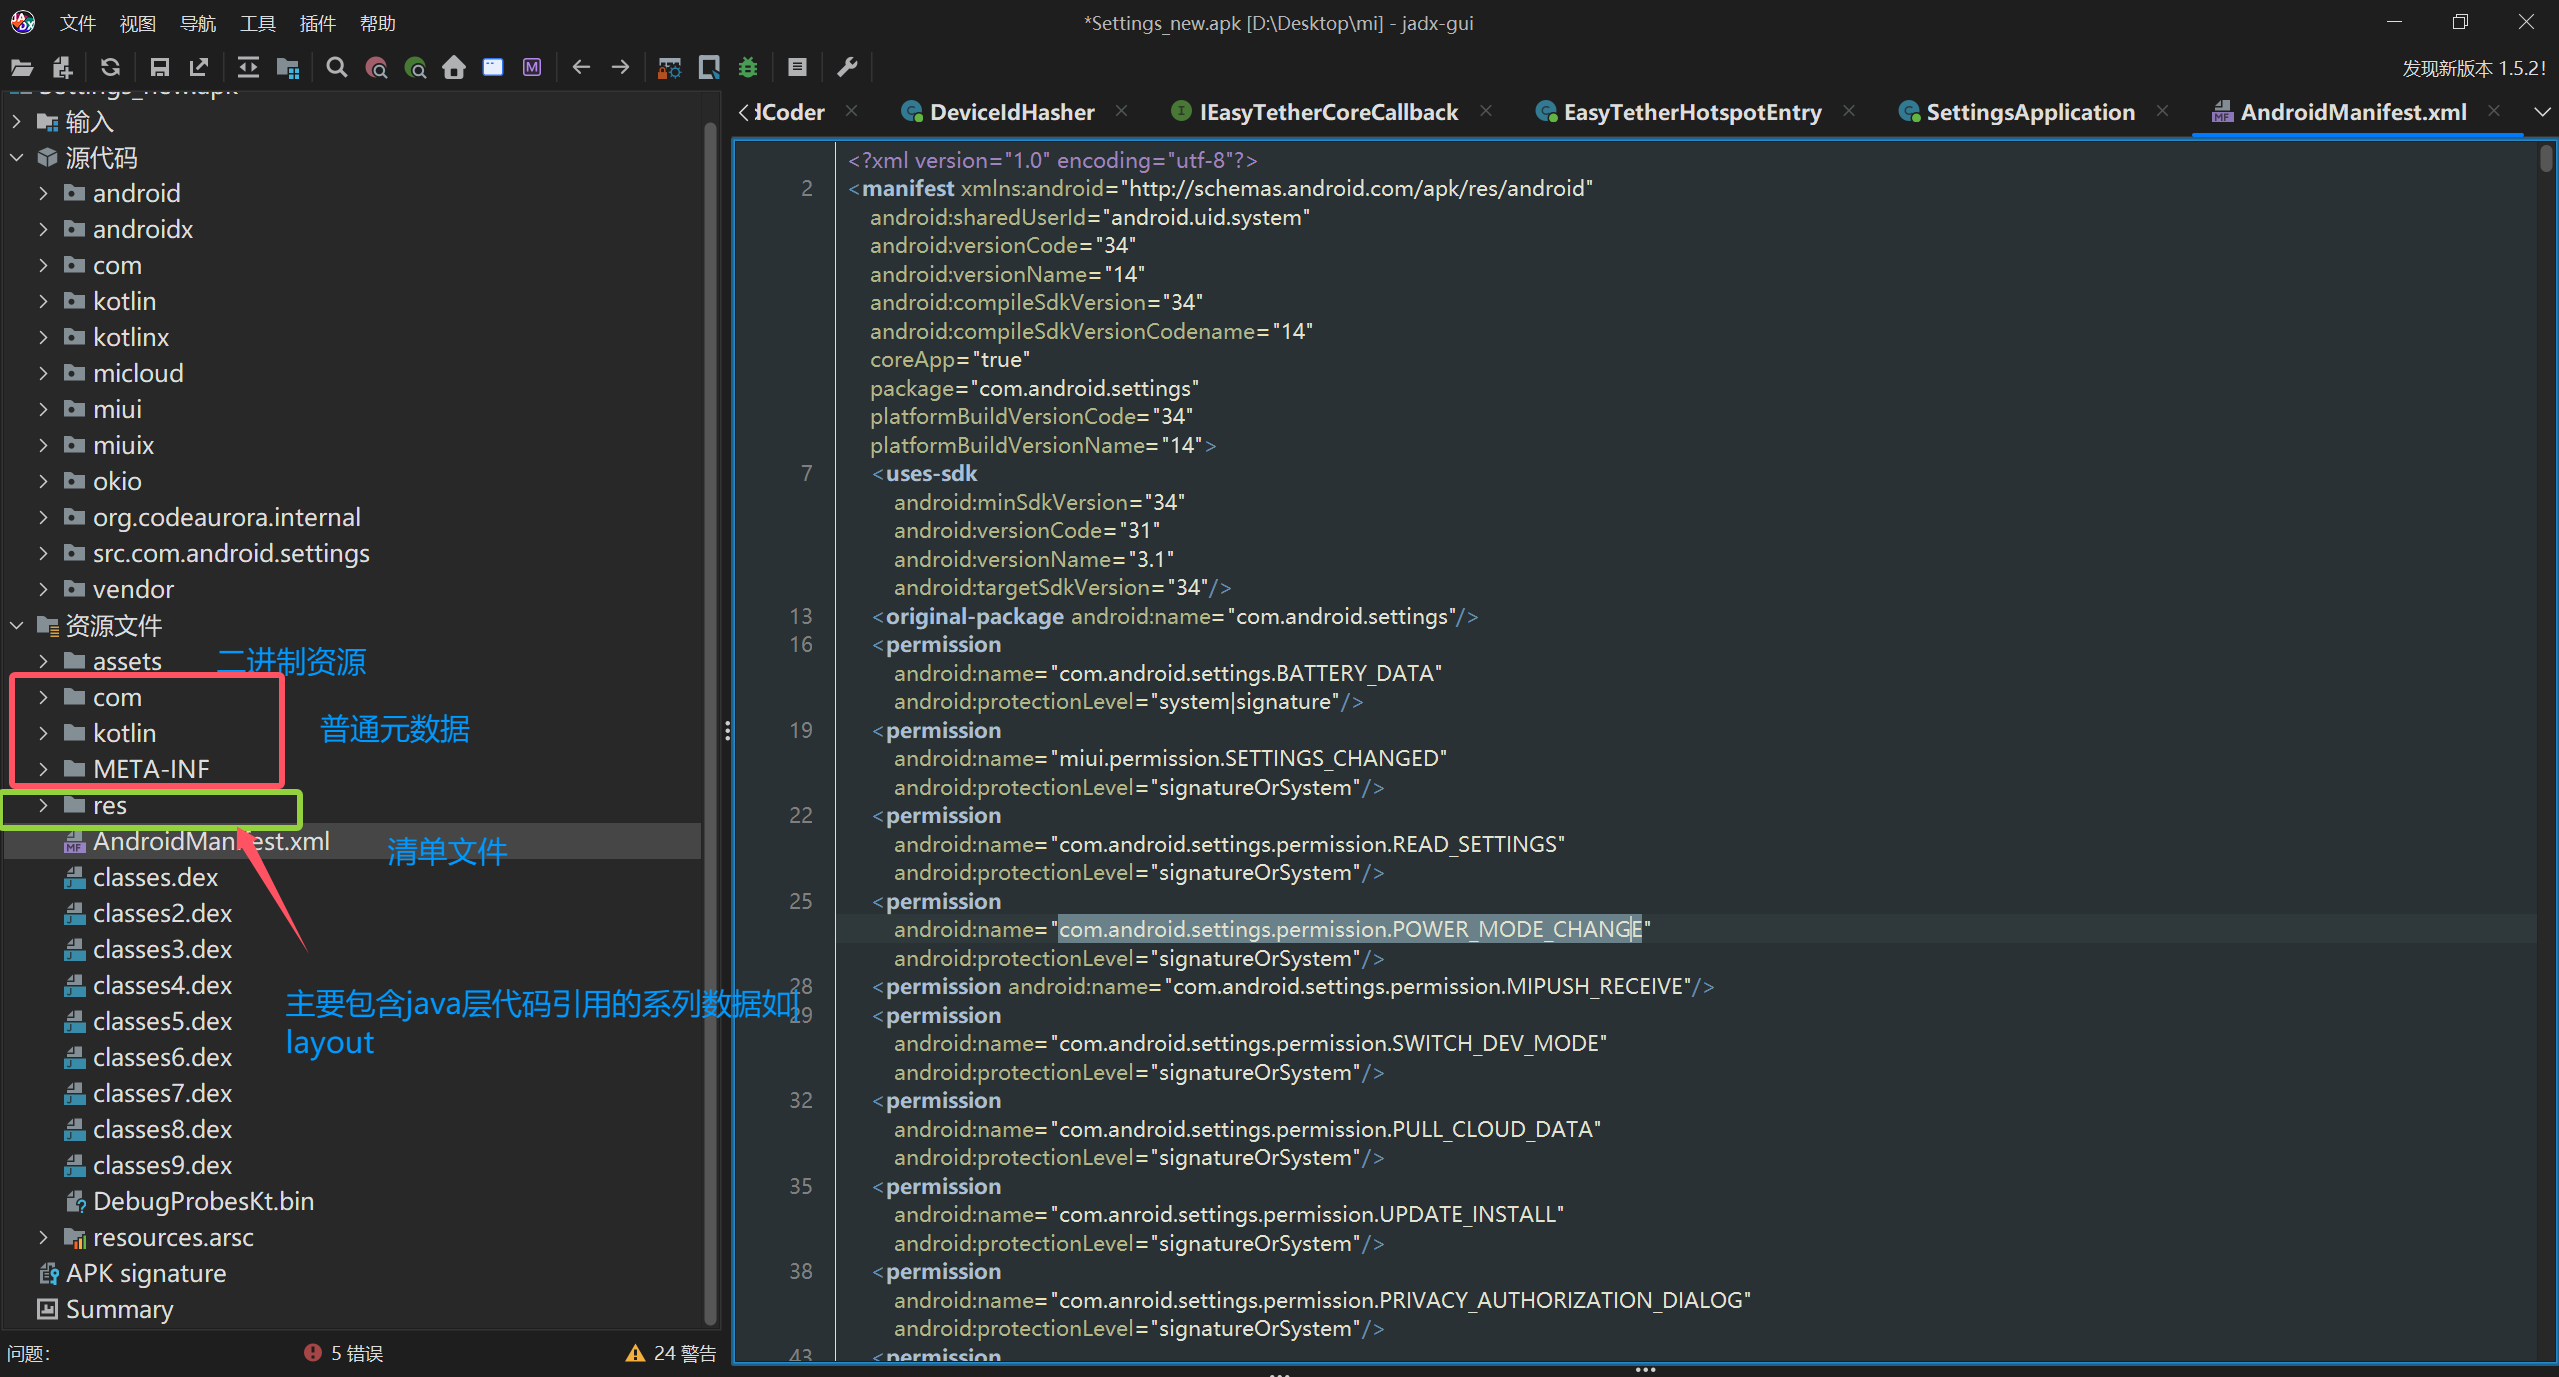 文件 视图 导航 工具 插件 帮助
*Settings_new.apk [D:\Desktop\mi] - jadx-gui
发现新版本 1.5.2!
Settings_new.apk
输入
源代码
android
androidx
com
kotlin
kotlinx
micloud
miui
miuix
okio
org.codeaurora.internal
src.com.android.settings
vendor
资源文件
assets 二进制资源
com
kotlin 普通元数据
META-INF
res
AndroidManifest.xml 清单文件
classes.dex
classes2.dex
classes3.dex
classes4.dex
主要包含java层代码引用的系列数据如
layout
classes5.dex
classes6.dex
classes7.dex
classes8.dex
classes9.dex
DebugProbesKt.bin
resources.arsc
APK signature
Summary
问题: 5 错误 24 警告
dCoder DeviceIdHasher IEasyTetherCoreCallback EasyTetherHotspotEntry SettingsApplication AndroidManifest.xml
<?xml version="1.0" encoding="utf-8"?>
2 <manifest xmlns:android="http://schemas.android.com/apk/res/android"
android:sharedUserId="android.uid.system"
android:versionCode="34"
android:versionName="14"
android:compileSdkVersion="34"
android:compileSdkVersionCodename="14"
coreApp="true"
package="com.android.settings"
platformBuildVersionCode="34"
platformBuildVersionName="14">
7 <uses-sdk
android:minSdkVersion="34"
android:versionCode="31"
android:versionName="3.1"
android:targetSdkVersion="34"/>
13 <original-package android:name="com.android.settings"/>
16 <permission
android:name="com.android.settings.BATTERY_DATA"
android:protectionLevel="system|signature"/>
19 <permission
android:name="miui.permission.SETTINGS_CHANGED"
android:protectionLevel="signatureOrSystem"/>
22 <permission
android:name="com.android.settings.permission.READ_SETTINGS"
android:protectionLevel="signatureOrSystem"/>
25 <permission
android:name="com.android.settings.permission.POWER_MODE_CHANGE"
android:protectionLevel="signatureOrSystem"/>
28 <permission android:name="com.android.settings.permission.MIPUSH_RECEIVE"/>
29 <permission
android:name="com.android.settings.permission.SWITCH_DEV_MODE"
android:protectionLevel="signatureOrSystem"/>
32 <permission
android:name="com.android.settings.permission.PULL_CLOUD_DATA"
android:protectionLevel="signatureOrSystem"/>
35 <permission
android:name="com.anroid.settings.permission.UPDATE_INSTALL"
android:protectionLevel="signatureOrSystem"/>
38 <permission
android:name="com.anroid.settings.permission.PRIVACY_AUTHORIZATION_DIALOG"
android:protectionLevel="signatureOrSystem"/>
43 <permission